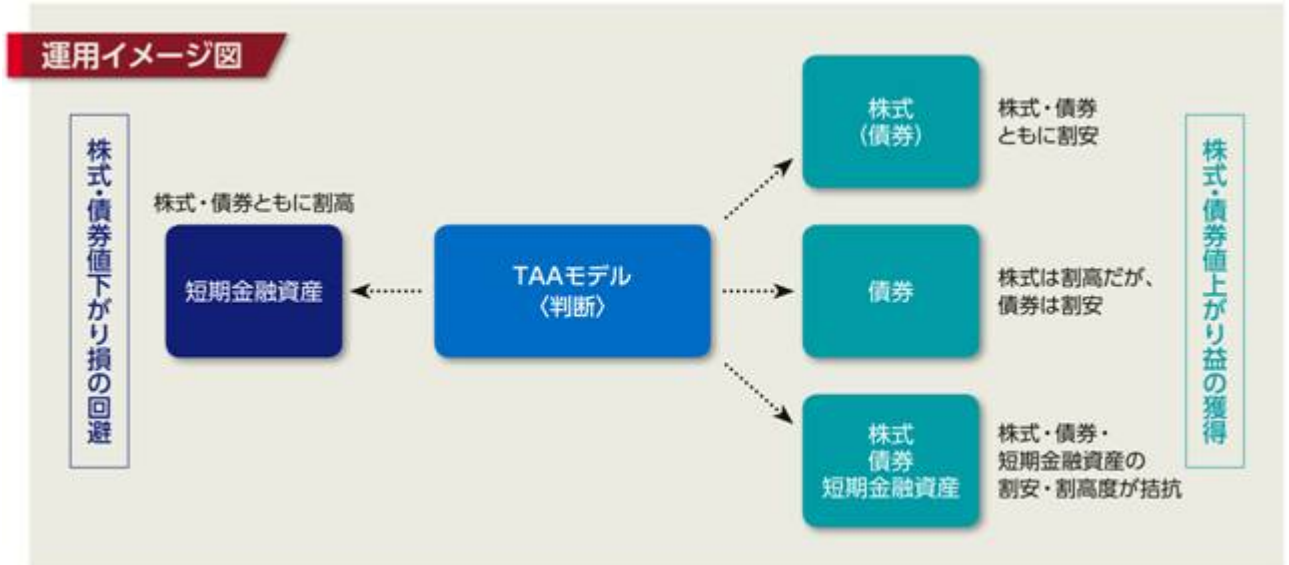 運用イメージ図
株式・債券値下がり損の回避
株式・債券ともに割高
短期金融資産
TAAモデル
〈判断〉
株式
（債券）
株式・債券
ともに割安
債券
株式は割高だが、
債券は割安
株式
債券
短期金融資産
株式・債券・
短期金融資産の
割安・割高度が拮抗
株式・債券値上がり益の獲得